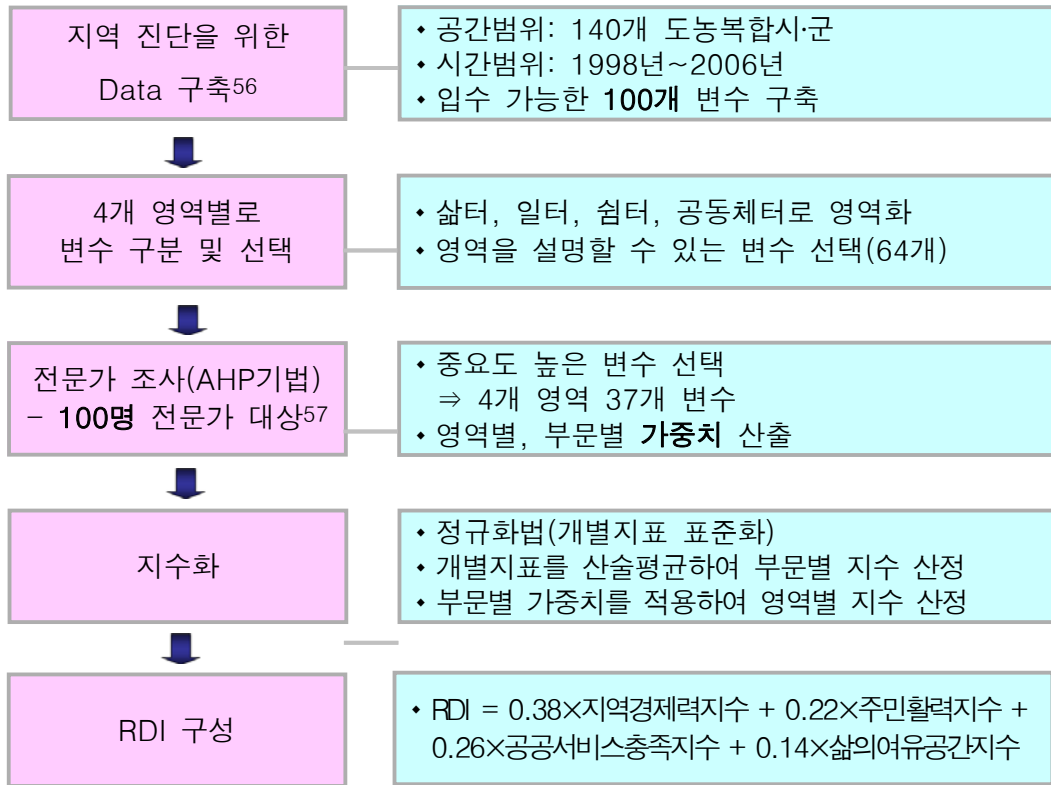 지역 진단을 위한
Data 구축56
• 공간범위: 140개 도농복합시·군
• 시간범위: 1998년~2006년
• 입수 가능한 100개 변수 구축
4개 영역별로
변수 구분 및 선택
• 삶터, 일터, 쉼터, 공동체터로 영역화
• 영역을 설명할 수 있는 변수 선택(64개)
전문가 조사(AHP기법)
- 100명 전문가 대상57
• 중요도 높은 변수 선택
⇒ 4개 영역 37개 변수
• 영역별, 부문별 가중치 산출
지수화
• 정규화법(개별지표 표준화)
• 개별지표를 산술평균하여 부문별 지수 산정
• 부문별 가중치를 적용하여 영역별 지수 산정
RDI 구성
• RDI = 0.38×지역경제력지수 + 0.22×주민활력지수 +
0.26×공공서비스충족지수 + 0.14×삶의여유공간지수